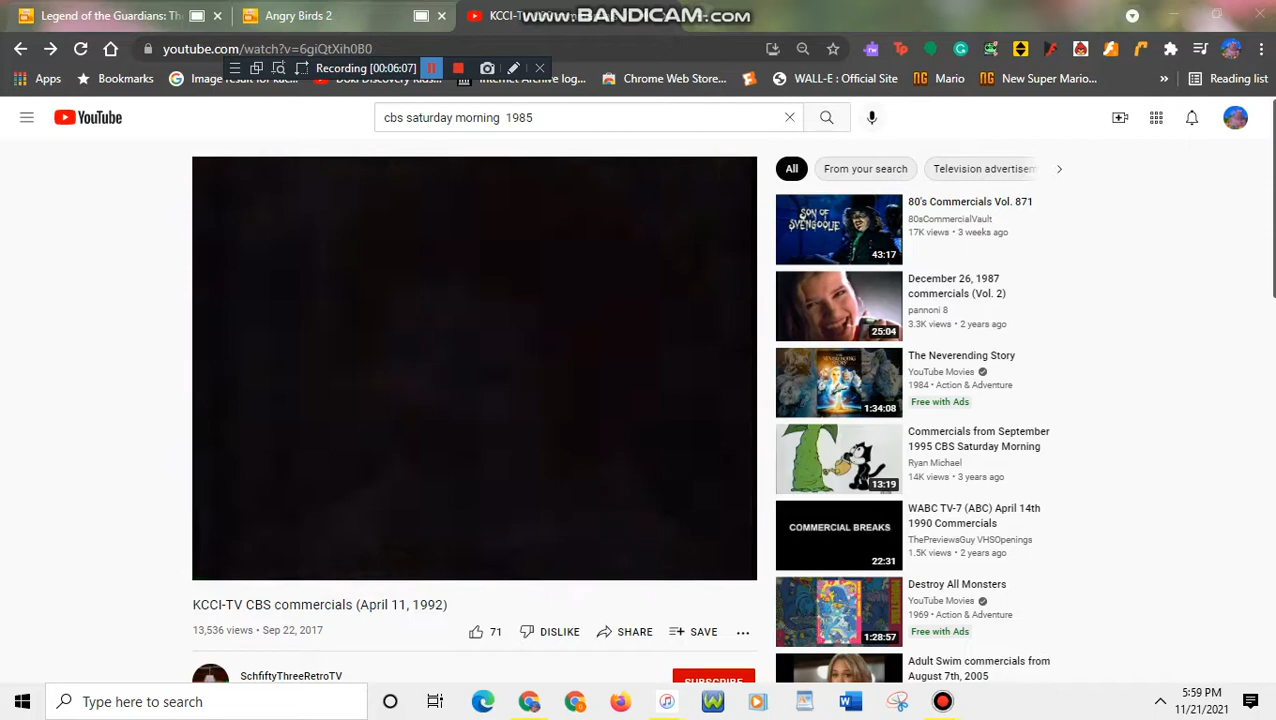 Legend of the Guardians: The
Angry Birds 2
KCCI-T
www.BANDICAM.com
youtube.com/watch?v=6giQtXih0B0
Recording [00:06:07]
Apps
Bookmarks
Image result for
Internet Archive log...
Chrome Web Store...
WALL-E : Official Site
Mario
New Super Mario...
»
Reading list
YouTube
cbs saturday morning 1985
All
From your search
Television advertisem
80's Commercials Vol. 871
80sCommercialVault
17K views • 3 weeks ago
SON OF
SVENGOOLIE
43:17
December 26, 1987
commercials (Vol. 2)
pannoni 8
3.3K views • 2 years ago
25:04
The Neverending Story
YouTube Movies
1984 • Action & Adventure
Free with Ads
1:34:08
Commercials from September
1995 CBS Saturday Morning
Ryan Michael
14K views • 3 years ago
13:19
WABC TV-7 (ABC) April 14th
1990 Commercials
ThePreviewsGuy VHSOpenings
1.5K views • 2 years ago
COMMERCIAL BREAKS
22:31
Destroy All Monsters
YouTube Movies
1969 • Action & Adventure
Free with Ads
1:28:57
Adult Swim commercials from
August 7th, 2005
KCCI-TV CBS commercials (April 11, 1992)
13,536 views • Sep 22, 2017
71
DISLIKE
SHARE
SAVE
SchfiftyThreeRetroTV
SUBSCRIBE
Type here to search
5:59 PM
11/21/2021